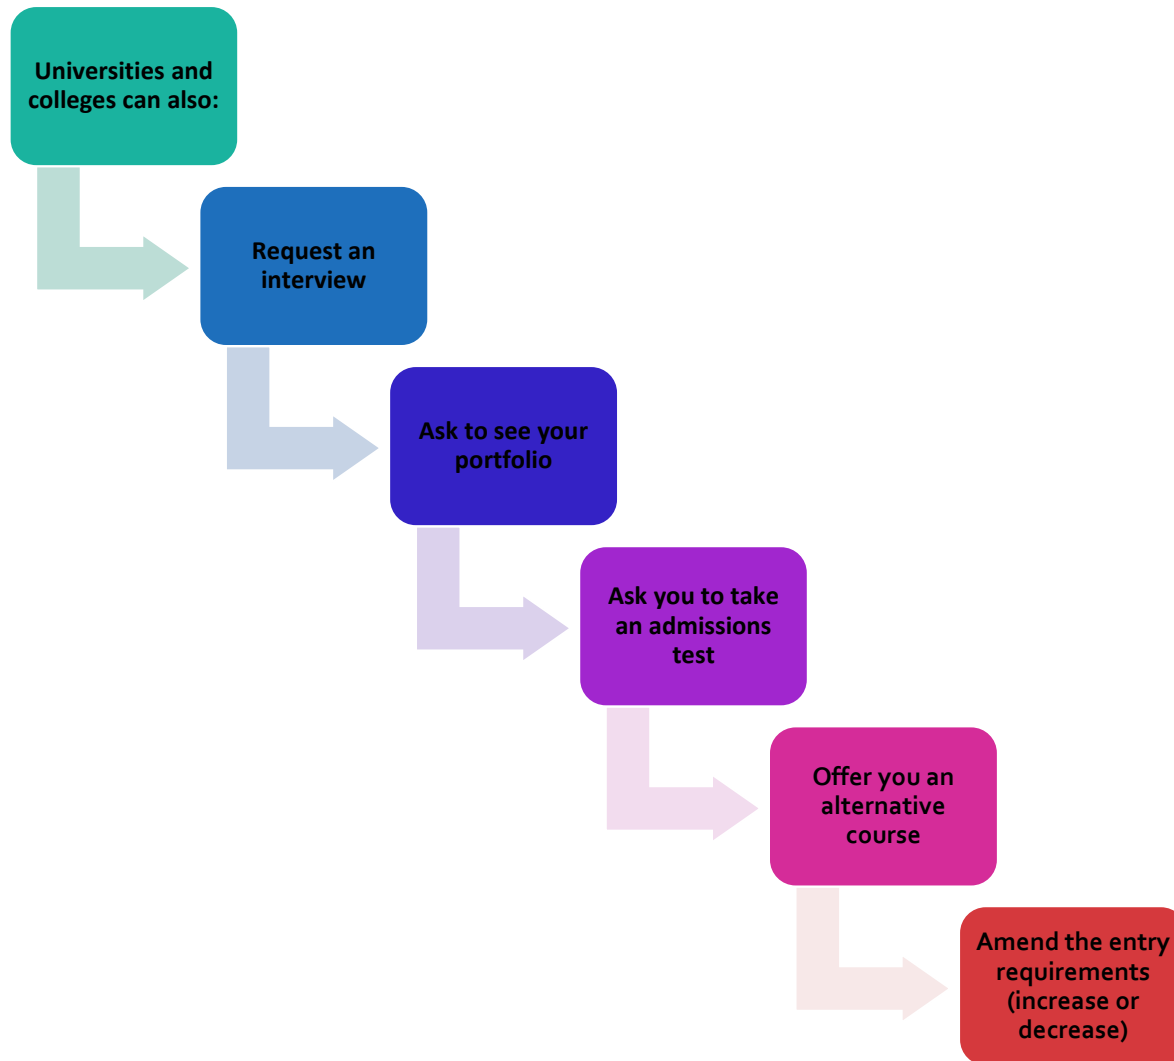 Universities and
colleges can also:
Request an
interview
Ask to see your
portfolio
Ask you to take
an admissions
test
Offer you an
alternative
course
Amend the entry
requirements
(increase or
decrease)